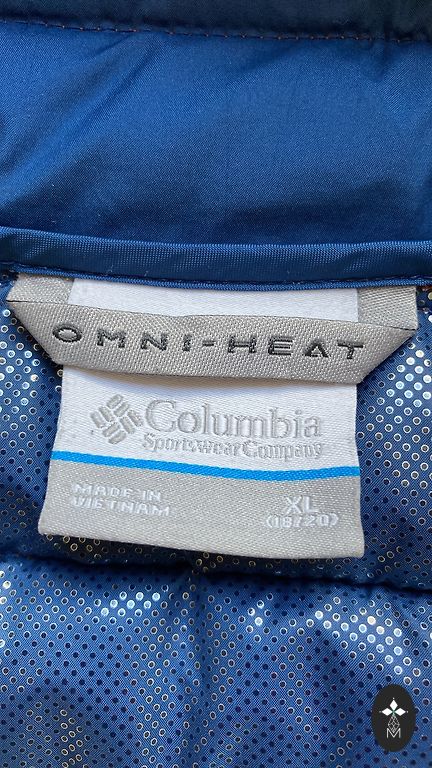 OMNI-HEAT
Columbia
Sportswear Company
MADE IN
VIETNAM
XL
(18/20)
M